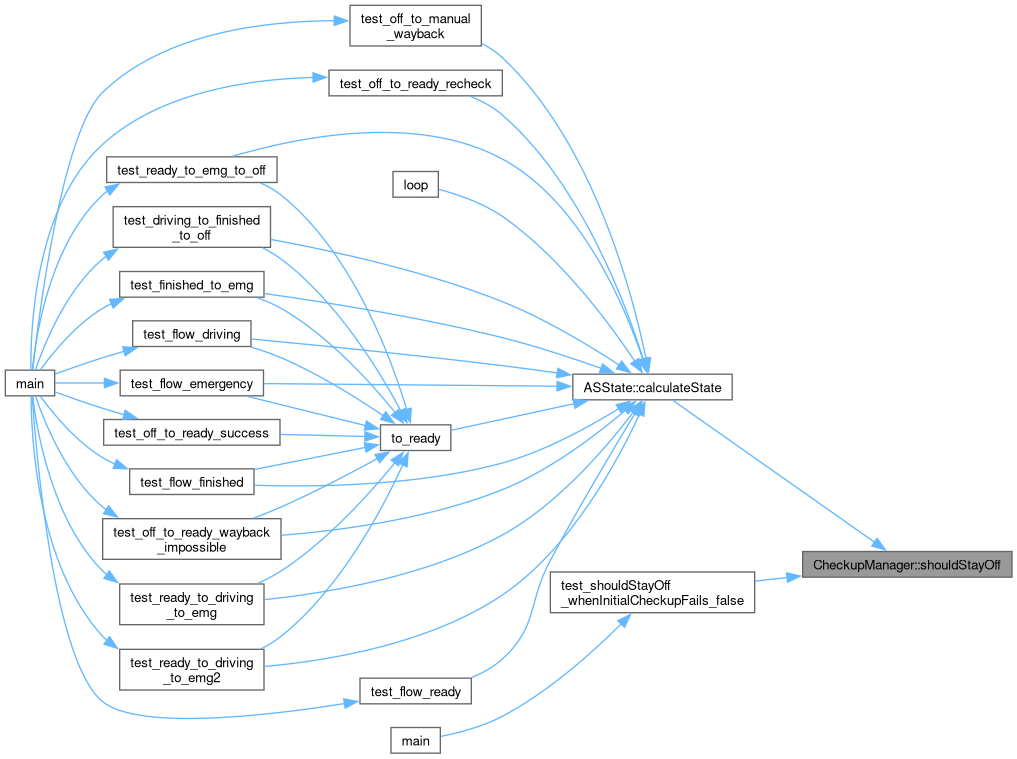 test_off_to_manual
_wayback
test_off_to_ready_recheck
test_ready_to_emg_to_off
loop
test_driving_to_finished
_to_off
test_finished_to_emg
test_flow_driving
main
test_flow_emergency
ASState::calculateState
test_off_to_ready_success
to_ready
test_flow_finished
test_off_to_ready_wayback
_impossible
CheckupManager::shouldStayOff
test_ready_to_driving
_to_emg
test_shouldStayOff
_whenInitialCheckupFails_false
test_ready_to_driving
_to_emg2
test_flow_ready
main